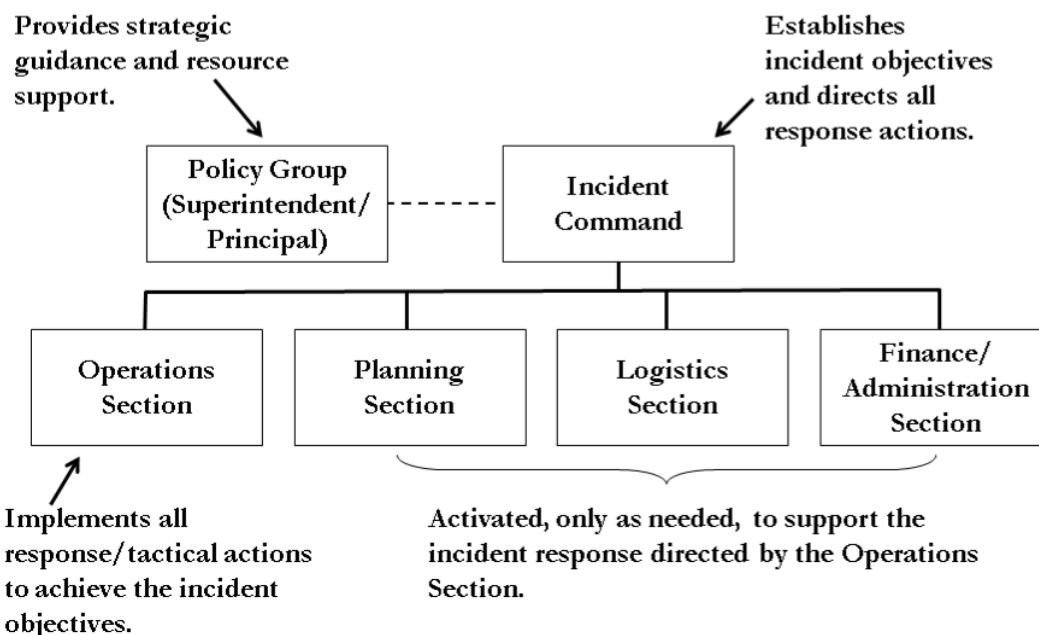 Provides strategic
guidance and resource
support.
Establishes
incident objectives
and directs all
response actions.
Policy Group
(Superintendent/
Principal)
Incident
Command
Operations
Section
Planning
Section
Logistics
Section
Finance/
Administration
Section
Implements all
response/tactical actions
to achieve the incident
objectives.
Activated, only as needed, to support the
incident response directed by the Operations
Section.